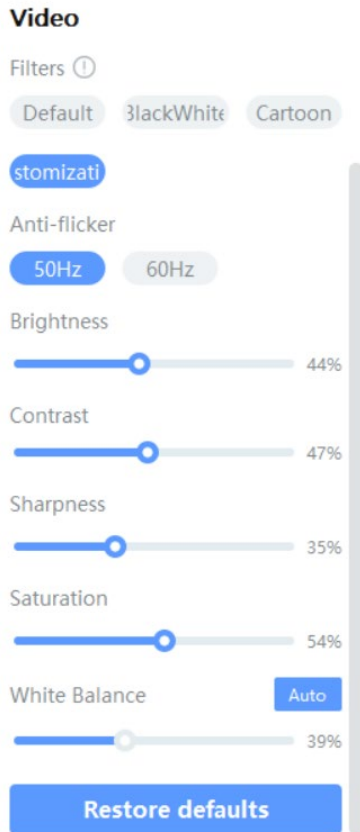 Video
Filters
Default BlackWhite Cartoon
stomizati
Anti-flicker
50Hz 60Hz
Brightness
44%
Contrast
47%
Sharpness
35%
Saturation
54%
White Balance Auto
39%
Restore defaults